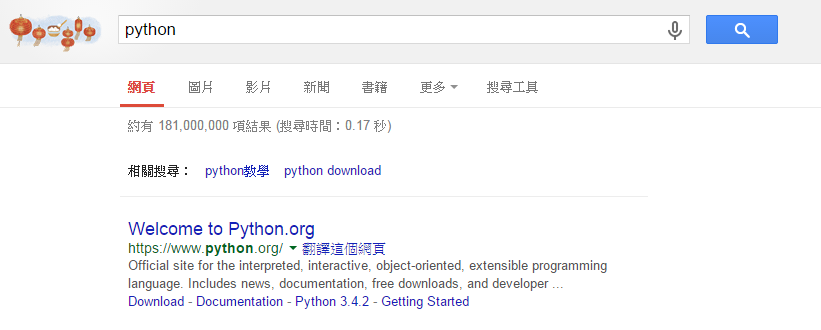 python
網頁 圖片 影片 新聞 書籍 更多 搜尋工具
約有 181,000,000 項結果 (搜尋時間：0.17 秒)
相關搜尋： python教學 python download
Welcome to Python.org
https://www.python.org/ 翻譯這個網頁
Official site for the interpreted, interactive, object-oriented, extensible programming
language. Includes news, documentation, free downloads, and developer ...
Download - Documentation - Python 3.4.2 - Getting Started